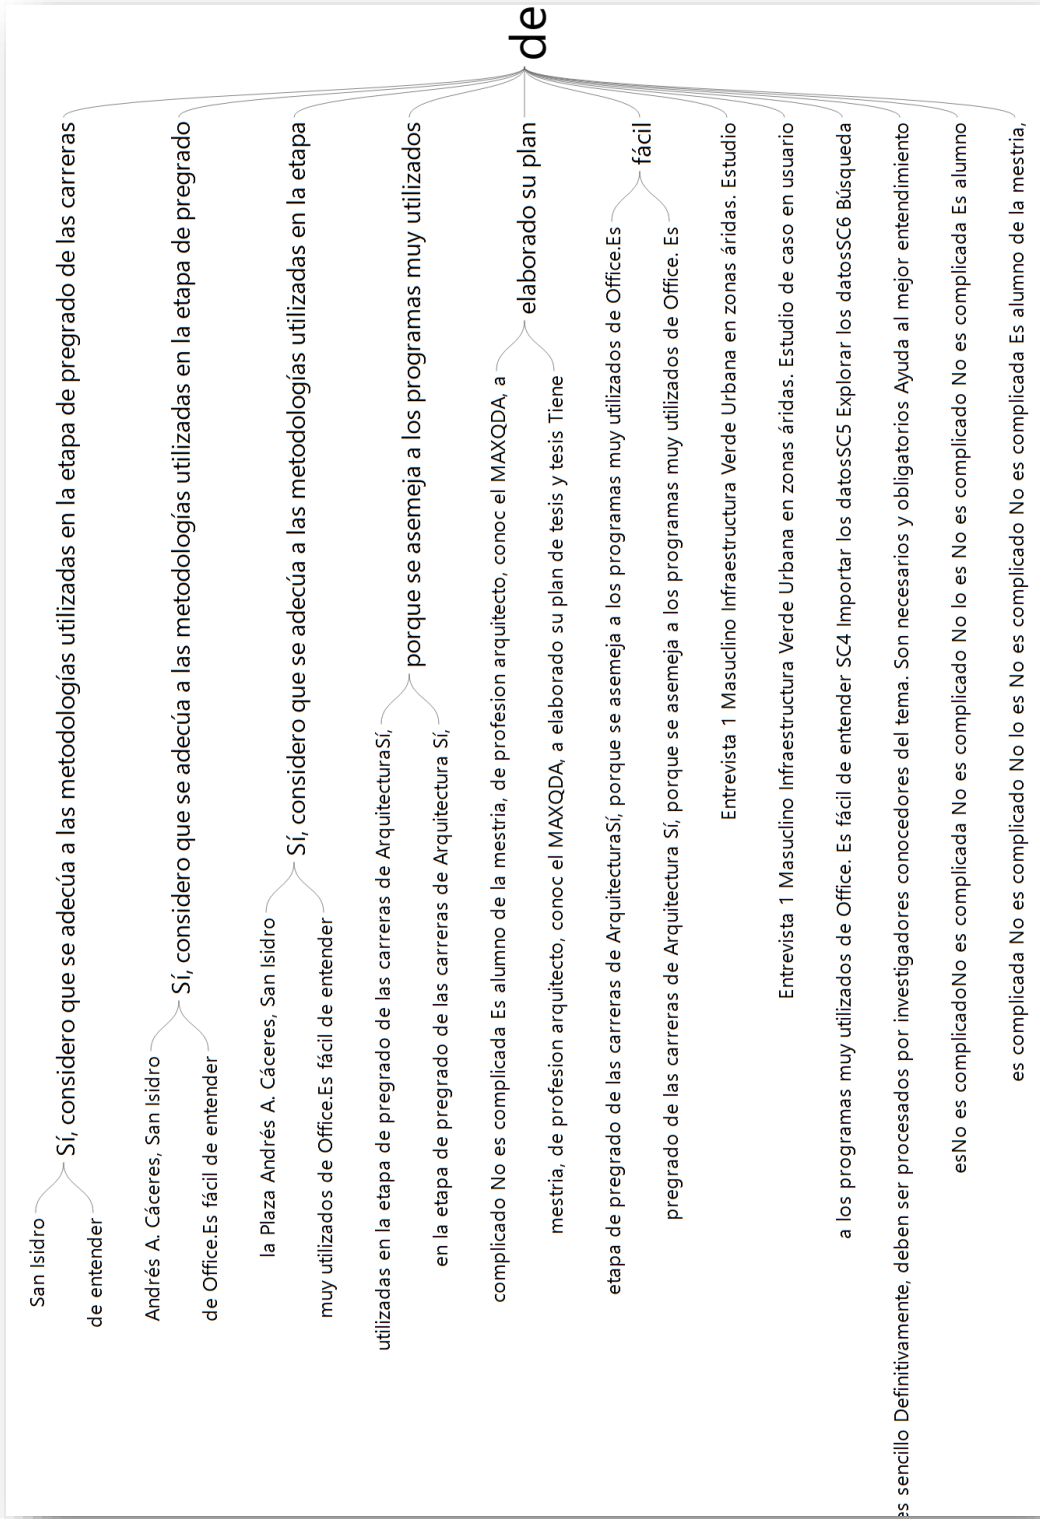 de
Sí, considero que se adecúa a las metodologías utilizadas en la etapa de pregrado de las carreras
San Isidro
de entender
Sí, considero que se adecúa a las metodologías utilizadas en la etapa de pregrado
Andrés A. Cáceres, San Isidro
de Office.Es fácil de entender
Sí, considero que se adecúa a las metodologías utilizadas en la etapa
la Plaza Andrés A. Cáceres, San Isidro
muy utilizados de Office.Es fácil de entender
porque se asemeja a los programas muy utilizados
utilizadas en la etapa de pregrado de las carreras de ArquitecturaSí,
en la etapa de pregrado de las carreras de Arquitectura Sí,
elaborado su plan
complicado No es complicada Es alumno de la mestria, de profesion arquitecto, conoc el MAXQDA, a
elaborado su plan
mestria, de profesion arquitecto, conoc el MAXQDA, a elaborado su plan de tesis y tesis Tiene
fácil
etapa de pregrado de las carreras de ArquitecturaSí, porque se asemeja a los programas muy utilizados de Office.Es
pregrado de las carreras de Arquitectura Sí, porque se asemeja a los programas muy utilizados de Office. Es
Entrevista 1 Masuclino Infraestructura Verde Urbana en zonas áridas. Estudio
Entrevista 1 Masuclino Infraestructura Verde Urbana en zonas áridas. Estudio de caso en usuario
a los programas muy utilizados de Office. Es fácil de entender SC4 Importar los datosSC5 Explorar los datosSC6 Búsqueda
es sencillo Definitivamente, deben ser procesados por investigadores conocedores del tema. Son necesarios y obligatorios Ayuda al mejor entendimiento
esNo es complicadoNo es complicada No es complicado No lo es No es complicado No es complicada Es alumno
es complicada No es complicado No lo es No es complicado No es complicada Es alumno de la mestria,